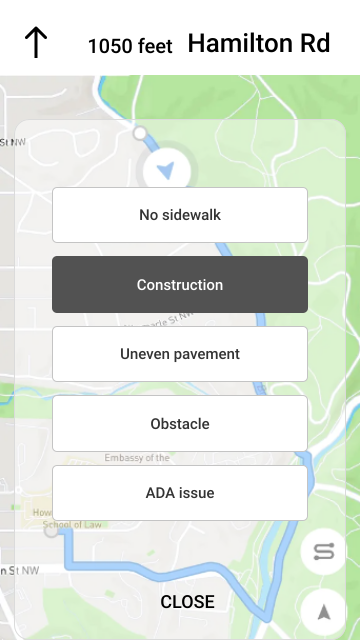 1050 feet Hamilton Rd
St NW
No sidewalk
Construction
Uneven pavement
Obstacle
Embassy of the
ADA issue
How
School of Law
n St NW
CLOSE